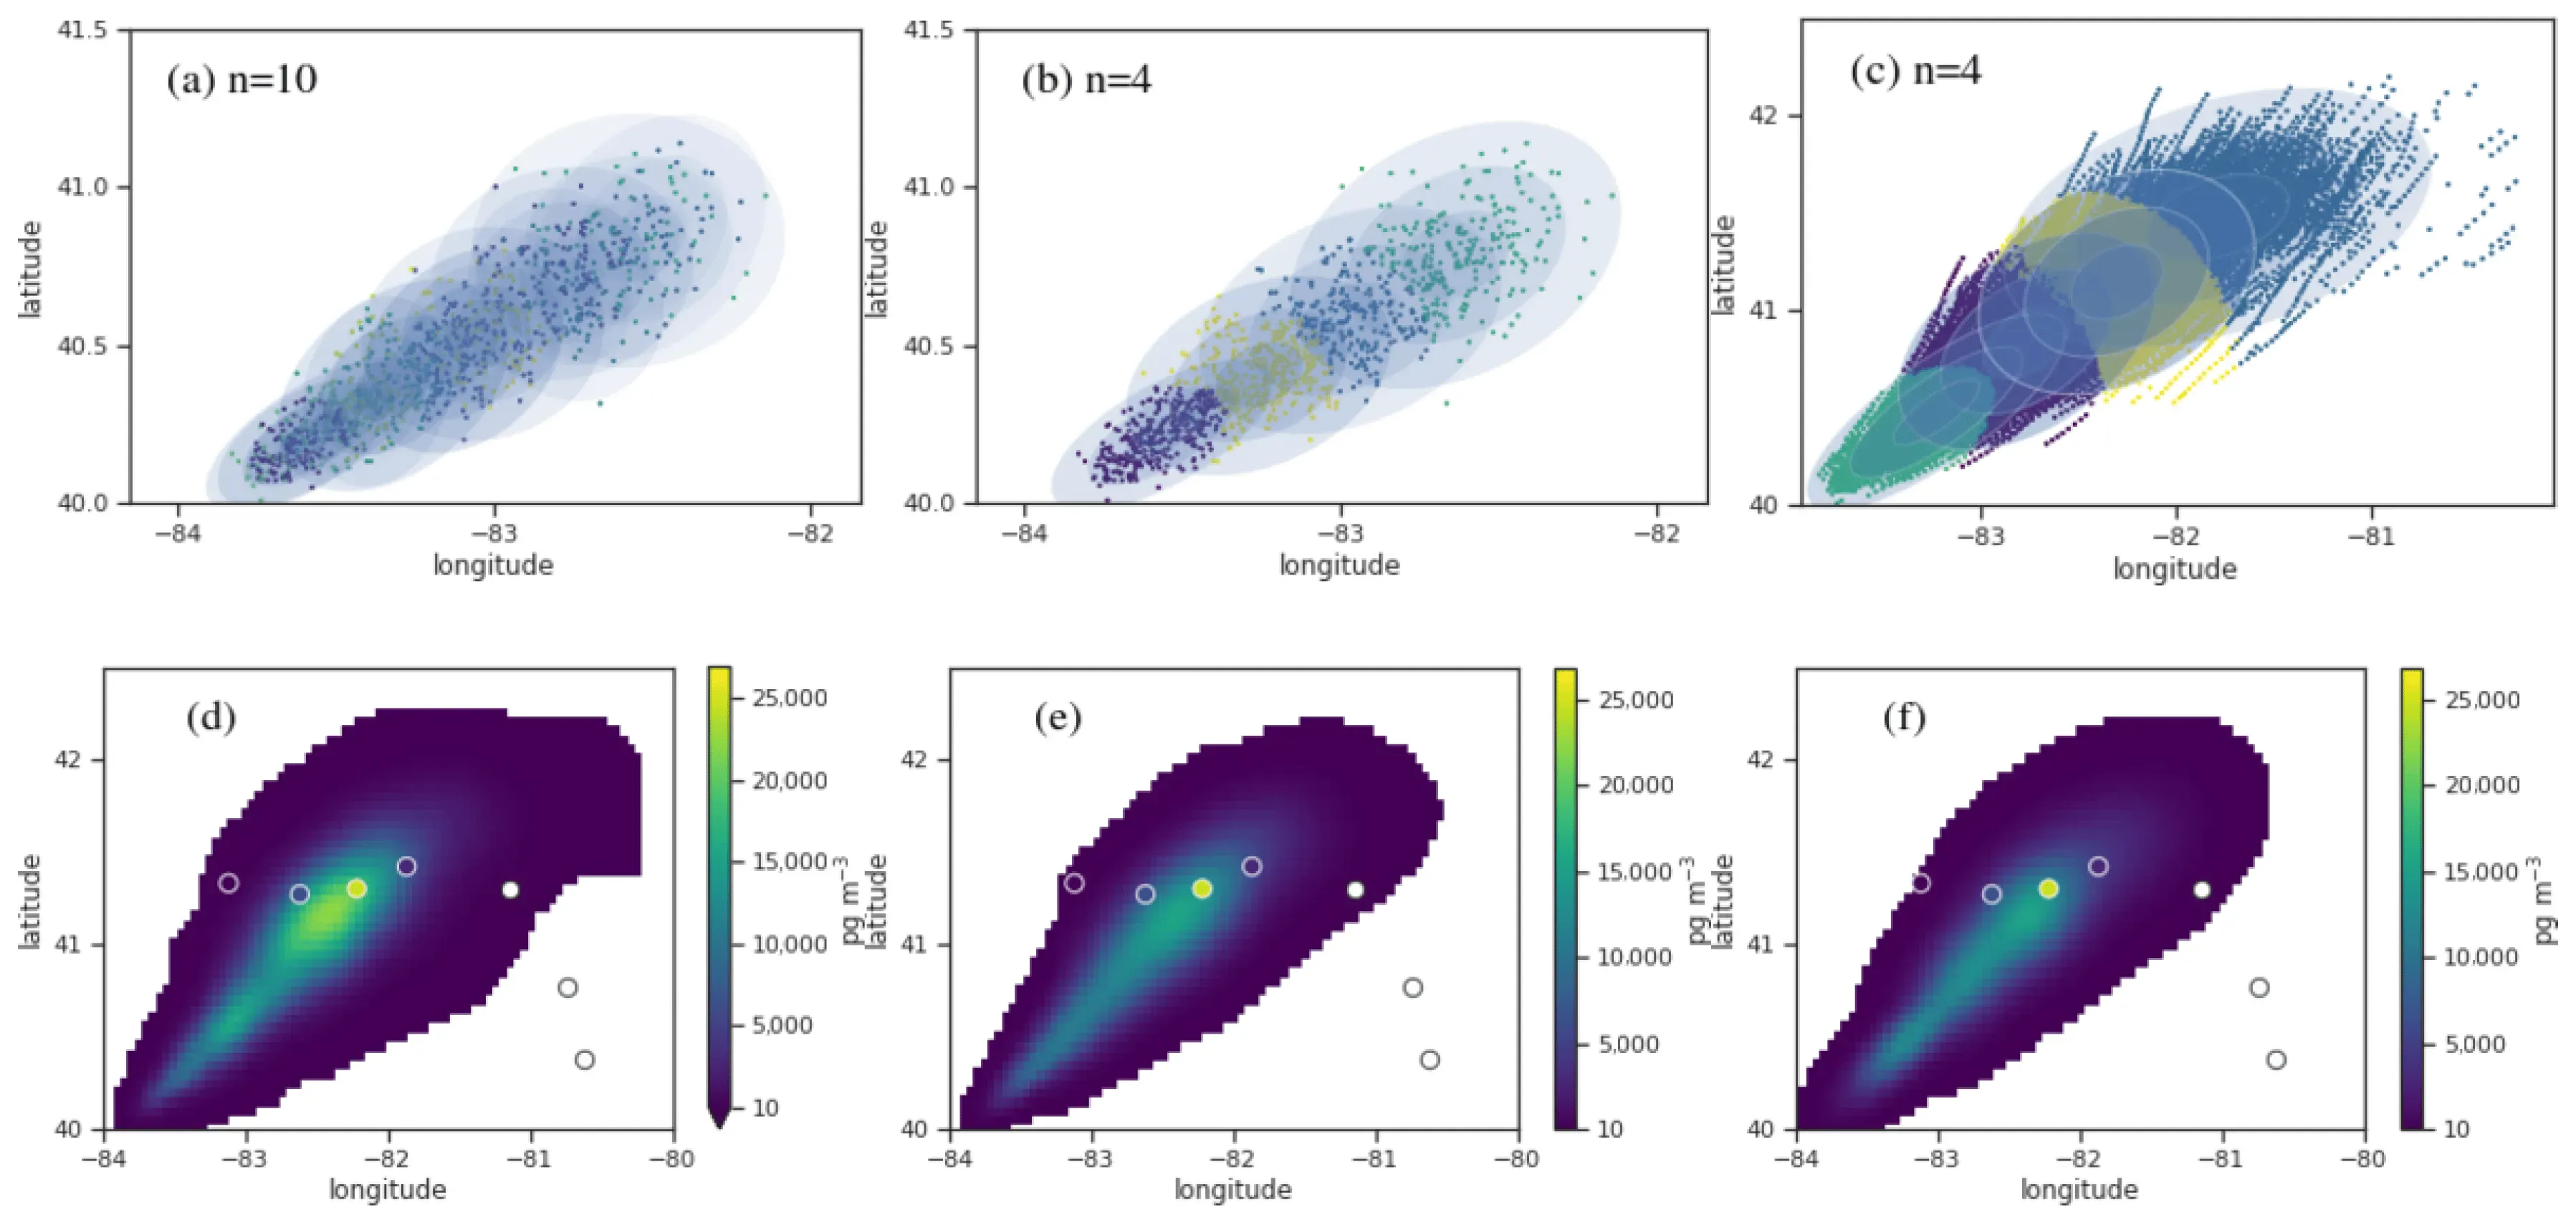 (a) n=10
41.5
41.0
40.5
40.0
latitude
−84
−83
−82
longitude
(b) n=4
41.5
41.0
40.5
40.0
latitude
−84
−83
−82
longitude
(c) n=4
42
41
40
latitude
−83
−82
−81
longitude
(d)
42
41
40
latitude
−84
−83
−82
−81
−80
longitude
25,000
20,000
15,000
10,000
5,000
10
pg m⁻³
(e)
42
41
40
latitude
−84
−83
−82
−81
−80
longitude
25,000
20,000
15,000
10.000
5,000
10
pg m⁻³
(f)
42
41
40
latitude
−84
−83
−82
−81
−80
longitude
25,000
20,000
15,000
10.000
5,000
10
pg m⁻³